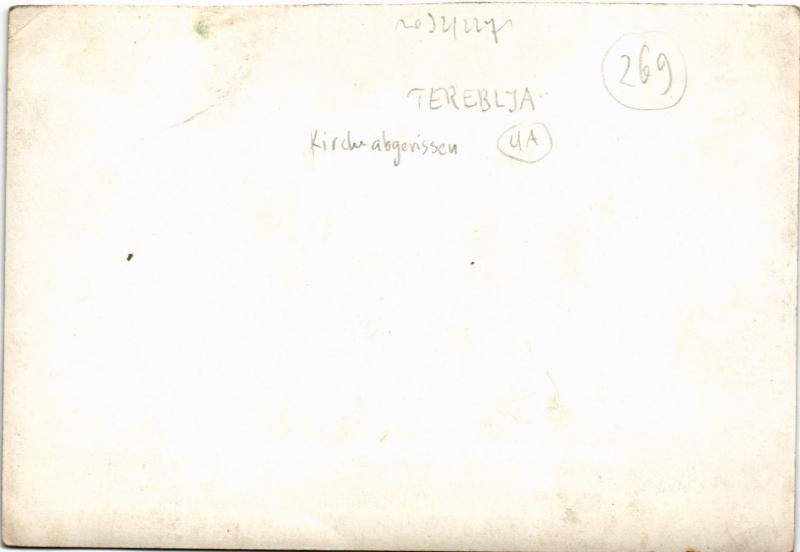 269
TEREBLJA
Kirche abgerissen UA